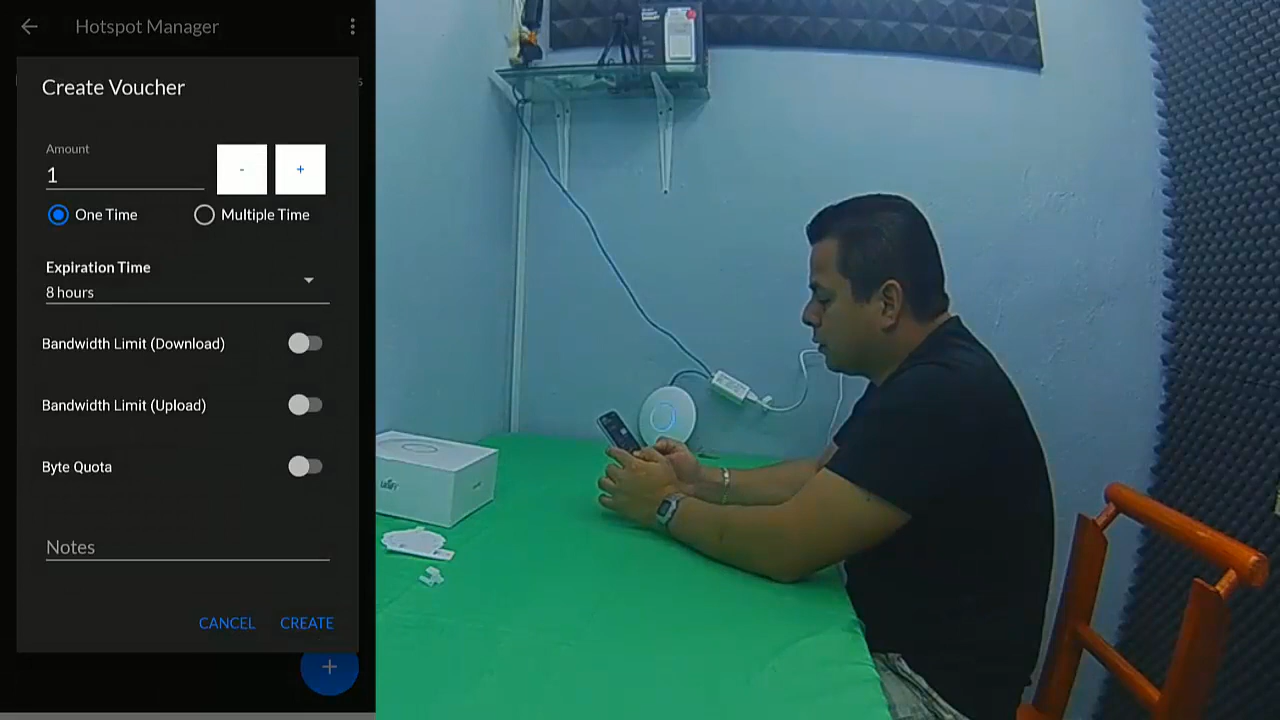 Hotspot Manager
Create Voucher
Amount
1
-
+
One Time
Multiple Time
Expiration Time
8 hours
Bandwidth Limit (Download)
Bandwidth Limit (Upload)
Byte Quota
Notes
CANCEL
CREATE
+
UniFi